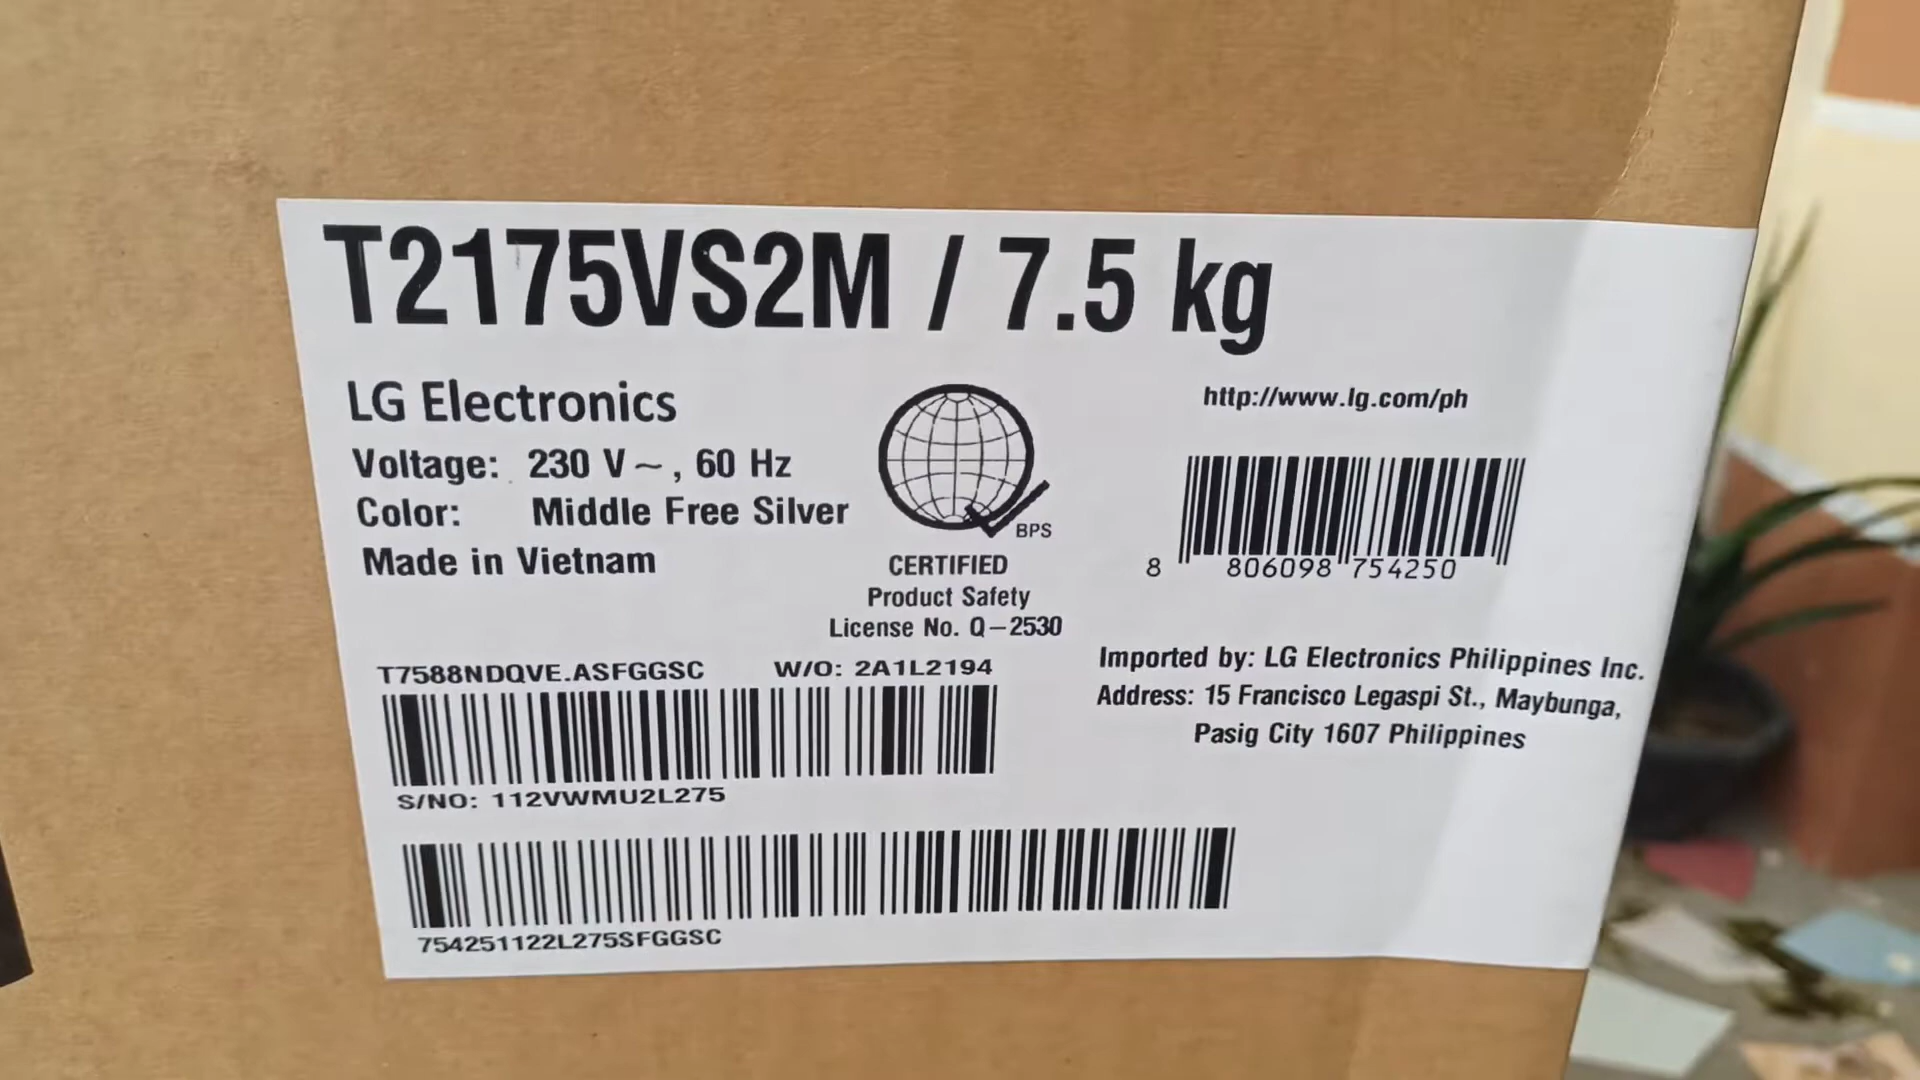 T2175VS2M / 7.5 kg
LG Electronics
Voltage: 230 V ~ , 60 Hz
Color: Middle Free Silver
Made in Vietnam
BPS
CERTIFIED
Product Safety
License No. Q-2530
http://www.lg.com/ph
8 806098 754250
Imported by: LG Electronics Philippines Inc.
Address: 15 Francisco Legaspi St., Maybunga,
Pasig City 1607 Philippines
T7588NDQVE.ASFGGSC W/O: 2A1L2194
S/NO: 112VWMU2L275
754251122L275SFGGSC